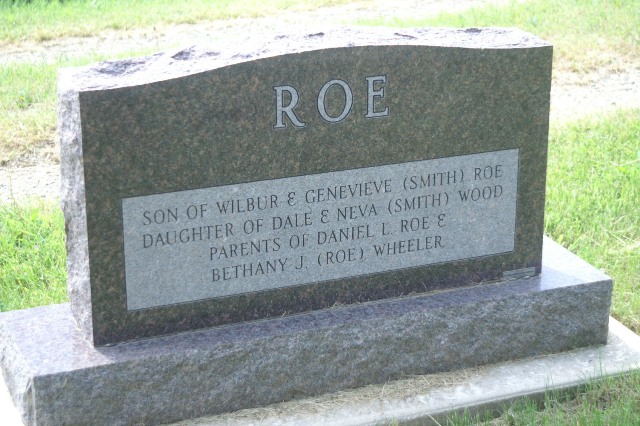 ROE
SON OF WILBUR & GENEVIEVE (SMITH) ROE
DAUGHTER OF DALE & NEVA (SMITH) WOOD
PARENTS OF DANIEL L. ROE &
BETHANY J. (ROE) WHEELER